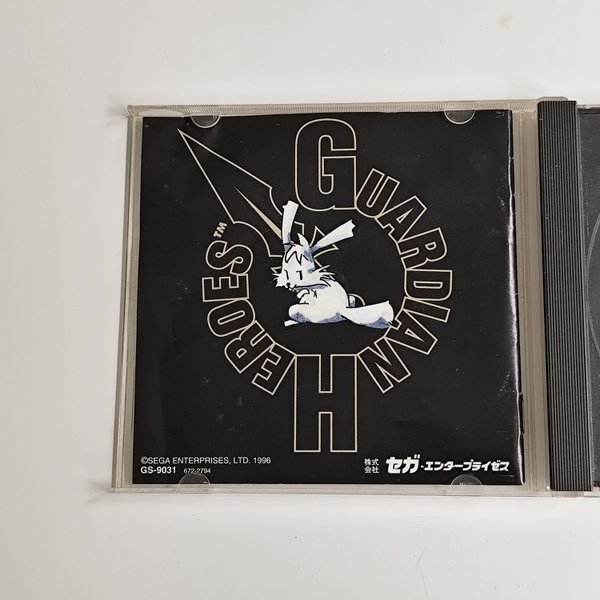 GUARDIAN
HEROES™
©SEGA ENTERPRISES, LTD. 1996
GS-9031 672-2794
株式
会社
セガ・エンタープライゼス